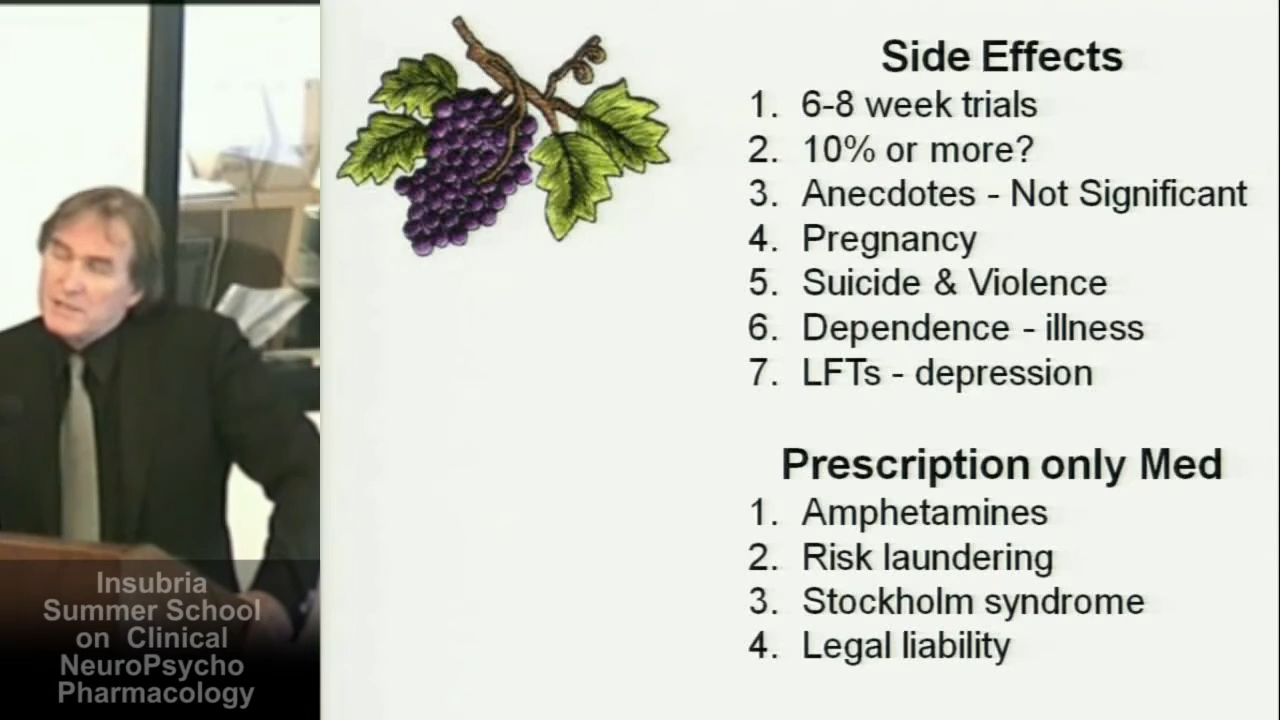 Side Effects
1. 6-8 week trials
2. 10% or more?
3. Anecdotes - Not Significant
4. Pregnancy
5. Suicide & Violence
6. Dependence - illness
7. LFTs - depression
Prescription only Med
1. Amphetamines
2. Risk laundering
3. Stockholm syndrome
4. Legal liability
Insubria
Summer School
on Clinical
NeuroPsycho
Pharmacology